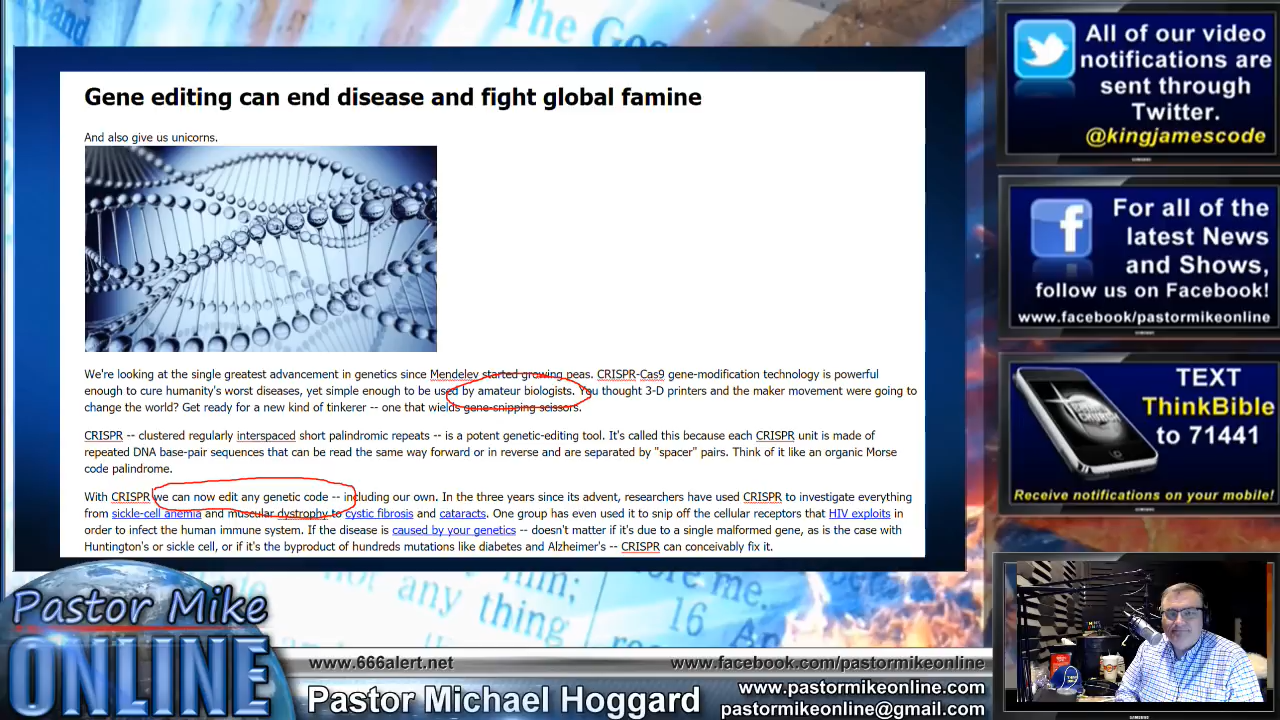 Gene editing can end disease and fight global famine
And also give us unicorns.
We're looking at the single greatest advancement in genetics since Mendelev started growing peas. CRISPR-Cas9 gene-modification technology is powerful
enough to cure humanity's worst diseases, yet simple enough to be used by amateur biologists. You thought 3-D printers and the maker movement were going to
change the world? Get ready for a new kind of tinkerer -- one that wields gene-snipping scissors.
CRISPR -- clustered regularly interspaced short palindromic repeats -- is a potent genetic-editing tool. It's called this because each CRISPR unit is made of
repeated DNA base-pair sequences that can be read the same way forward or in reverse and are separated by "spacer" pairs. Think of it like an organic Morse
code palindrome.
With CRISPR we can now edit any genetic code -- including our own. In the three years since its advent, researchers have used CRISPR to investigate everything
from sickle-cell anemia and muscular dystrophy to cystic fibrosis and cataracts. One group has even used it to snip off the cellular receptors that HIV exploits in
order to infect the human immune system. If the disease is caused by your genetics -- doesn't matter if it's due to a single malformed gene, as is the case with
Huntington's or sickle cell, or if it's the byproduct of hundreds mutations like diabetes and Alzheimer's -- CRISPR can conceivably fix it.
All of our video
notifications are
sent through
Twitter.
@kingjamescode
For all of the
latest News
and Shows,
follow us on Facebook!
www.facebook/pastormikeonline
TEXT
ThinkBible
to 71441
Receive notifications on your mobile!
The Gos
not any thing
me;
before me.
16
Pastor Mike
ONLINE
www.666alert.net
www.facebook.com/pastormikeonline
Pastor Michael Hoggard
www.pastormikeonline.com
pastormikeonline@gmail.com